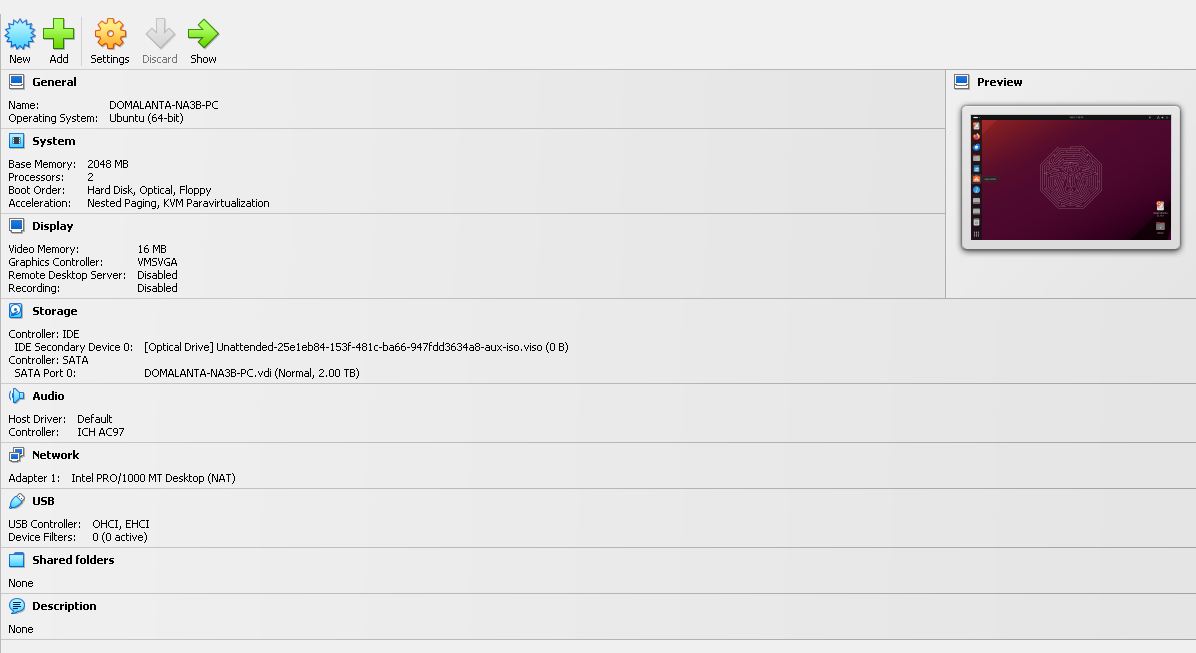 New Add Settings Discard Show
General
Name: DOMALANTA-NA3B-PC
Operating System: Ubuntu (64-bit)
Preview
System
Base Memory: 2048 MB
Processors: 2
Boot Order: Hard Disk, Optical, Floppy
Acceleration: Nested Paging, KVM Paravirtualization
Display
Video Memory: 16 MB
Graphics Controller: VMSVGA
Remote Desktop Server: Disabled
Recording: Disabled
Storage
Controller: IDE
IDE Secondary Device 0: [Optical Drive] Unattended-25e1eb84-153f-481c-ba66-947fdd3634a8-aux-iso.viso (0 B)
Controller: SATA
SATA Port 0: DOMALANTA-NA3B-PC.vdi (Normal, 2.00 TB)
Audio
Host Driver: Default
Controller: ICH AC97
Network
Adapter 1: Intel PRO/1000 MT Desktop (NAT)
USB
USB Controller: OHCI, EHCI
Device Filters: 0 (0 active)
Shared folders
None
Description
None